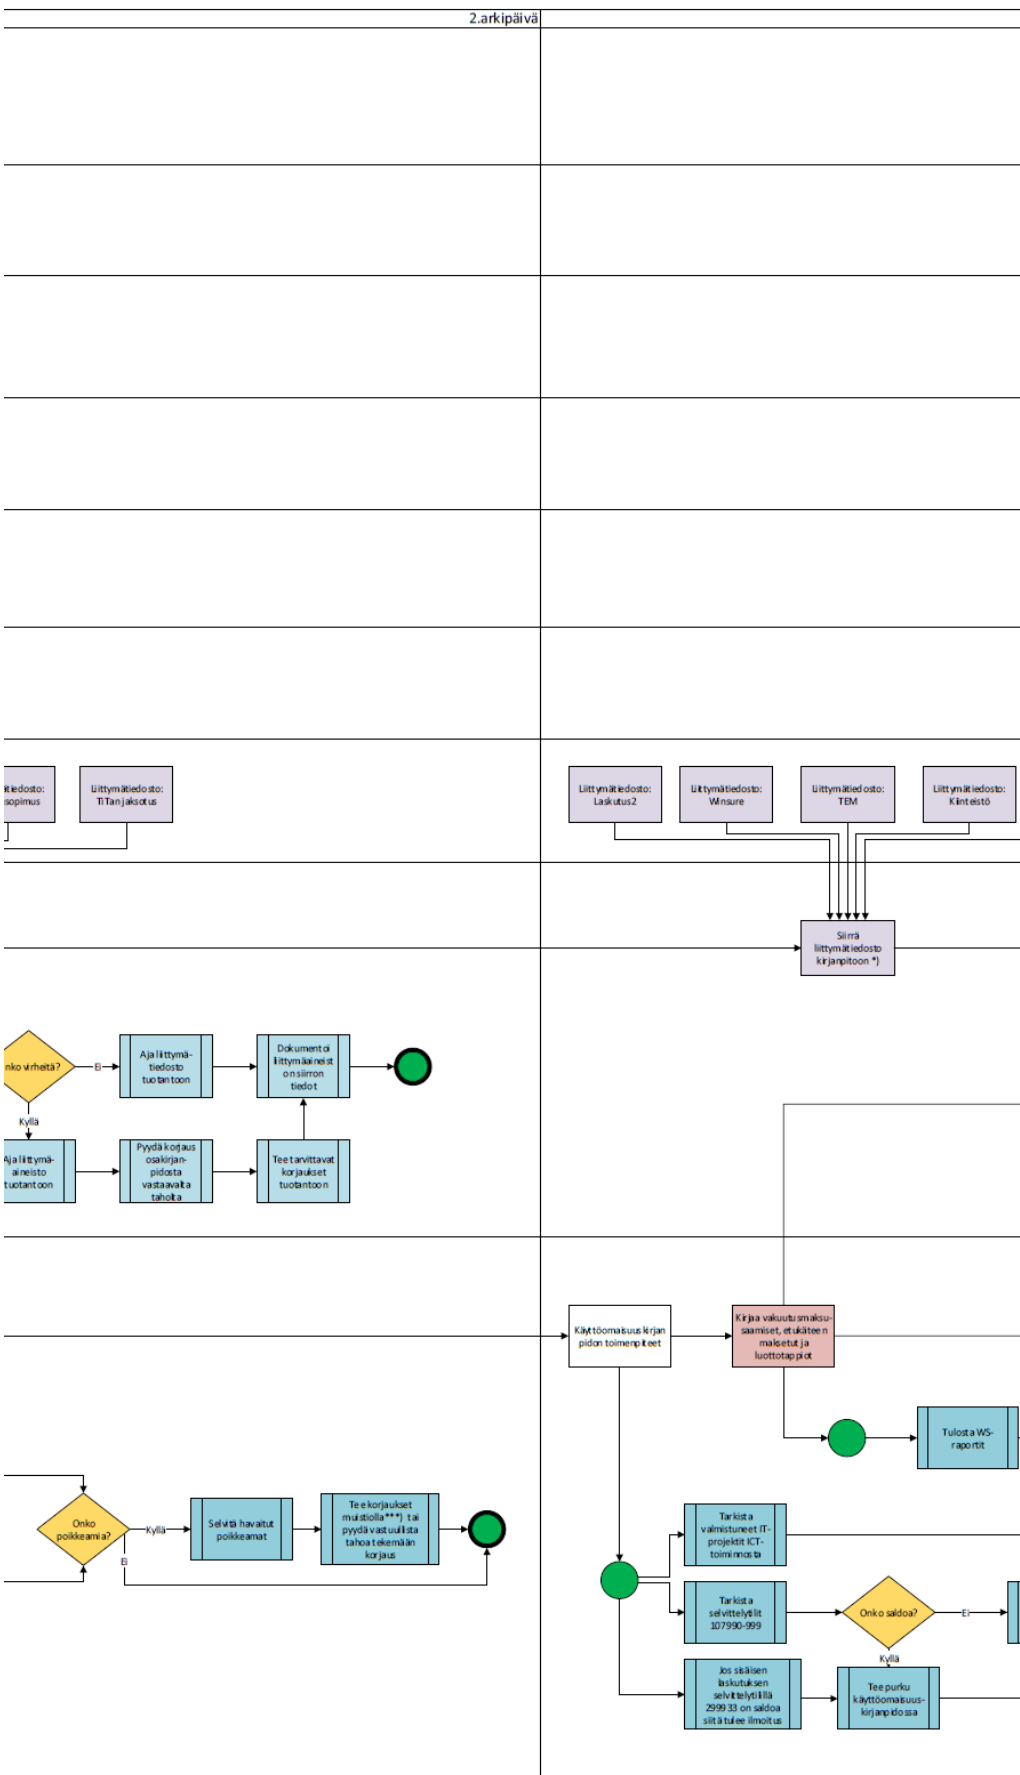 2.arkipäivä
sopimus
Liittymätiedosto:
TiTan jaksotus
Liittymätiedosto:
Laskutus2
Liittymätiedosto:
Winsure
Liittymätiedosto:
TEM
Liittymätiedosto:
Kiinteistö
Siirrä
liittymätiedosto
kirjanpitoon *)
nko virheitä?
Ei
Aja liittymä-
tiedosto
tuotantoon
Dokumentoi
liittymäaineist
on siirron
tiedot
Kyllä
Aja liittymä-
aineisto
tuotantoon
Pyydä korjaus
osakirjan-
pidosta
vastaavalta
taholta
Tee tarvittavat
korjaukset
tuotantoon
Käyttöomaisuuskirjan
pidon toimenpiteet
Kirjaa vakuutusmaksu-
saamiset, etukäteen
maksetut ja
luottotappiot
Tulosta WS-
raportit
Onko
poikkeamia?
Kyllä
Ei
Selvitä havaitut
poikkeamat
Tee korjaukset
muistiolla***) tai
pyydä vastuullista
tahoa tekemään
korjaus
Tarkista
valmistuneet IT-
projektit ICT-
toiminnosta
Tarkista
selvittelytilit
107990-999
Onko saldoa?
Ei
Kyllä
Jos sisäisen
laskutuksen
selvittelytilillä
299933 on saldoa
siitä tulee ilmoitus
Tee purku
käyttöomaisuus-
kirjanpidossa